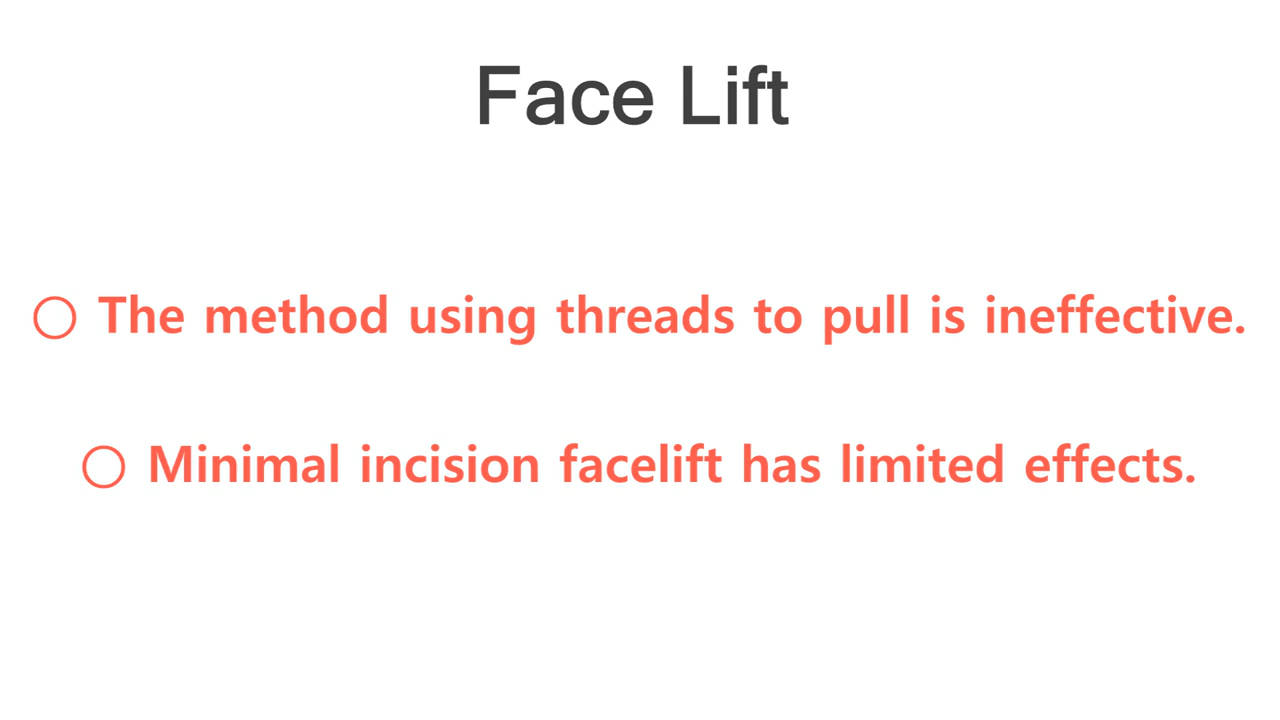 Face Lift
○ The method using threads to pull is ineffective.
○ Minimal incision facelift has limited effects.